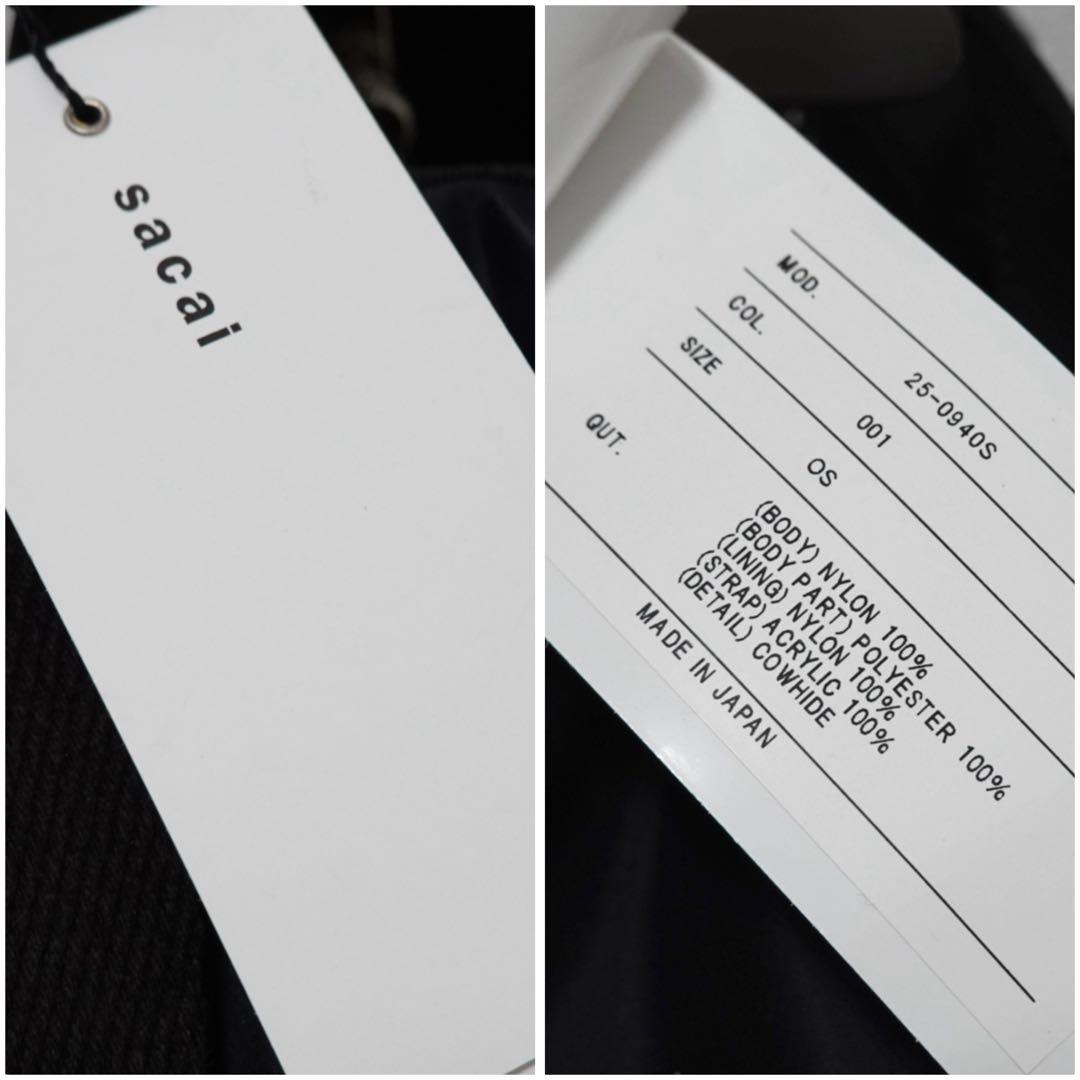 sacai
MOD. 25-0940S
COL. 001
SIZE OS
QUT. (BODY) NYLON 100%
(BODY PART) POLYESTER 100%
(LINING) NYLON 100%
(STRAP) ACRYLIC 100%
(DETAIL) COWHIDE
MADE IN JAPAN